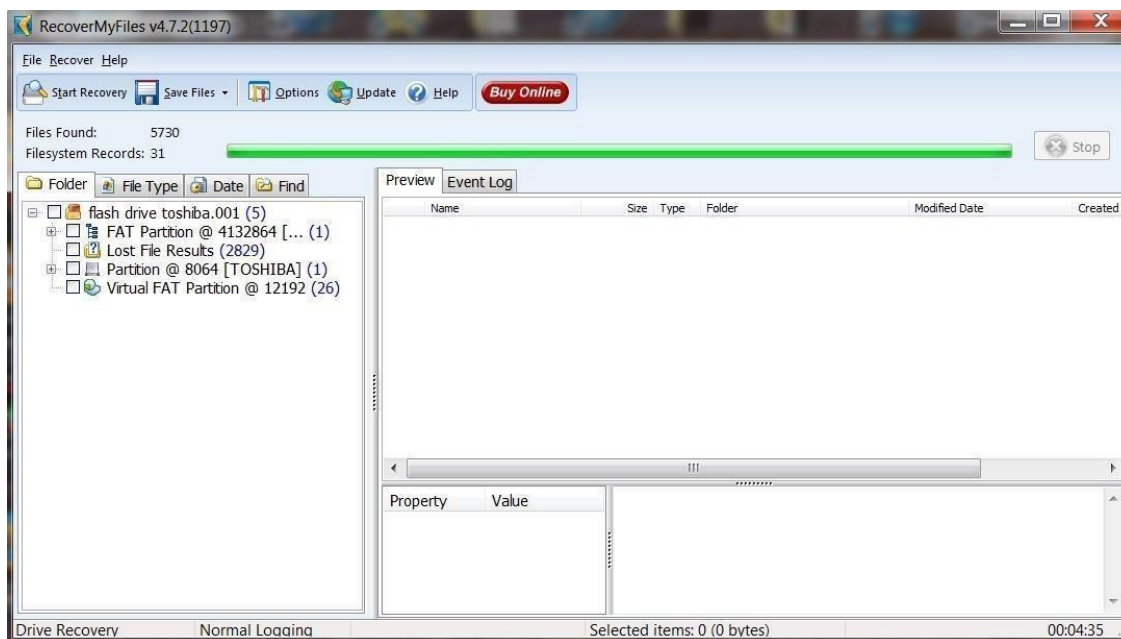 RecoverMyFiles v4.7.2(1197)
File Recover Help
Start Recovery Save Files Options Update Help Buy Online
Files Found: 5730
Filesystem Records: 31
Stop
Folder File Type Date Find
Preview Event Log
Name Size Type Folder Modified Date Created
flash drive toshiba.001 (5)
FAT Partition @ 4132864 [... (1)
Lost File Results (2829)
Partition @ 8064 [TOSHIBA] (1)
Virtual FAT Partition @ 12192 (26)
Property Value
Drive Recovery Normal Logging Selected items: 0 (0 bytes) 00:04:35